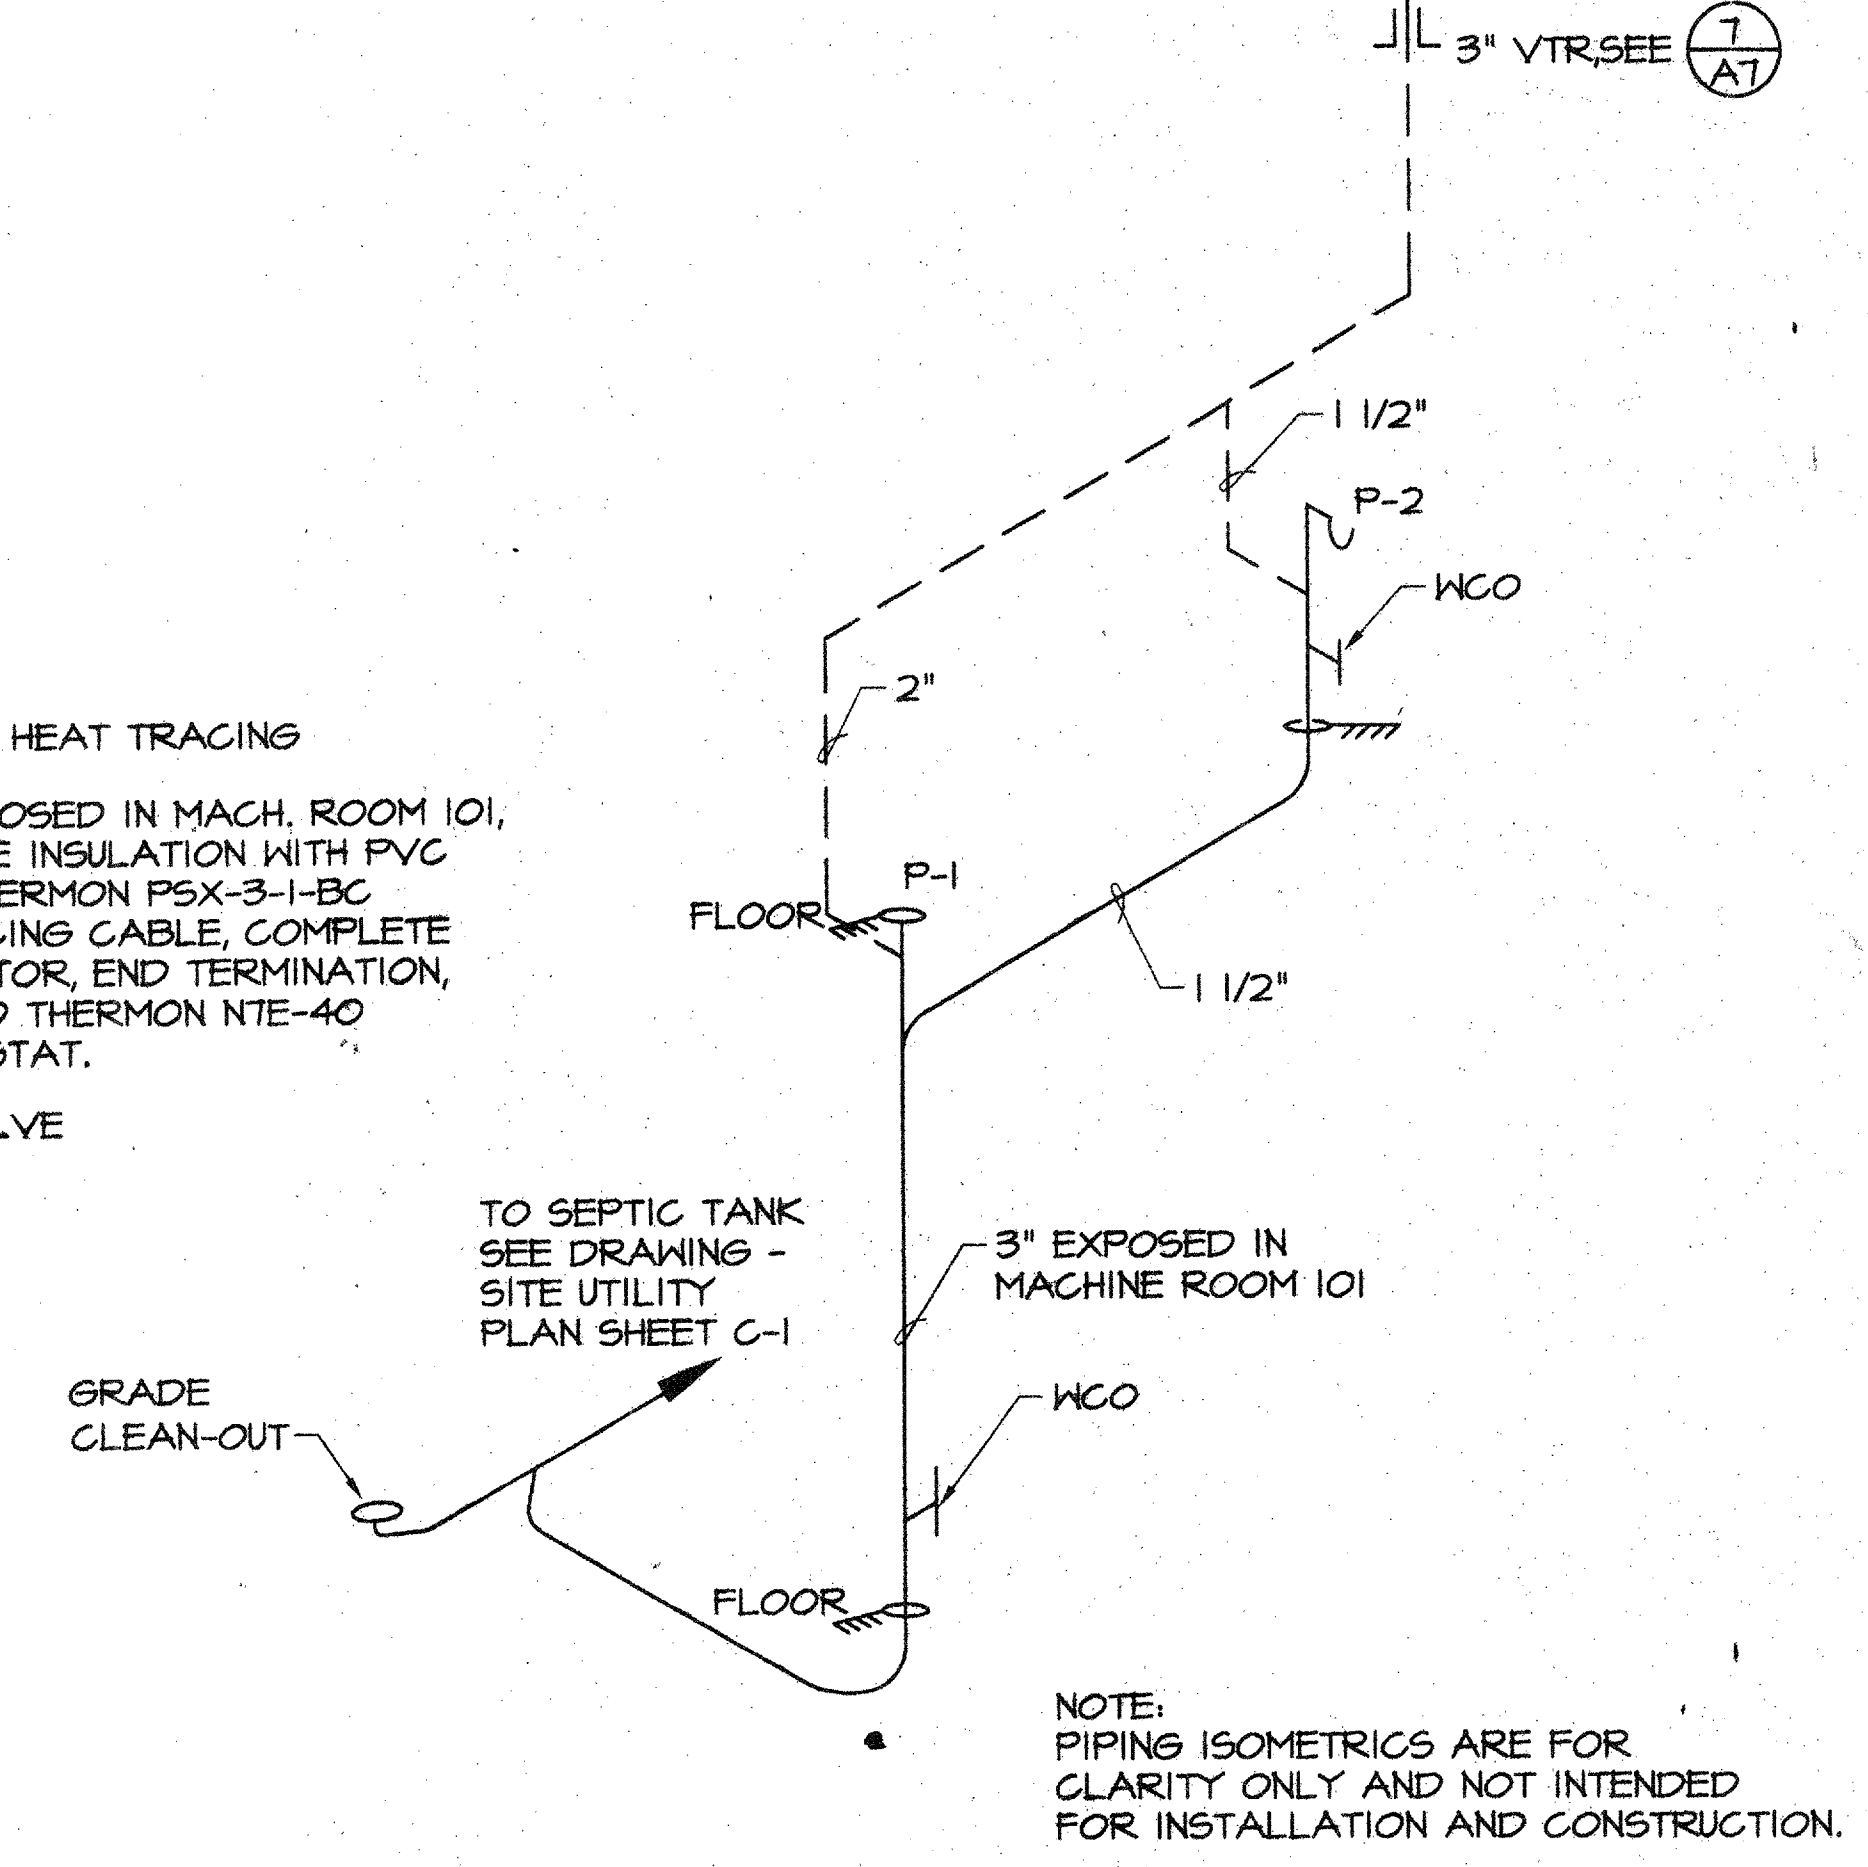 3" VTR,SEE
7
A7
1 1/2"
P-2
WCO
2"
HEAT TRACING
OSED IN MACH. ROOM 101,
E INSULATION WITH PVC
ERMON PSX-3-1-BC
CING CABLE, COMPLETE
TOR, END TERMINATION,
D THERMON N7E-40
STAT.
LVE
P-1
FLOOR
1 1/2"
TO SEPTIC TANK
SEE DRAWING -
SITE UTILITY
PLAN SHEET C-1
3" EXPOSED IN
MACHINE ROOM 101
GRADE
CLEAN-OUT
WCO
FLOOR
NOTE:
PIPING ISOMETRICS ARE FOR
CLARITY ONLY AND NOT INTENDED
FOR INSTALLATION AND CONSTRUCTION.